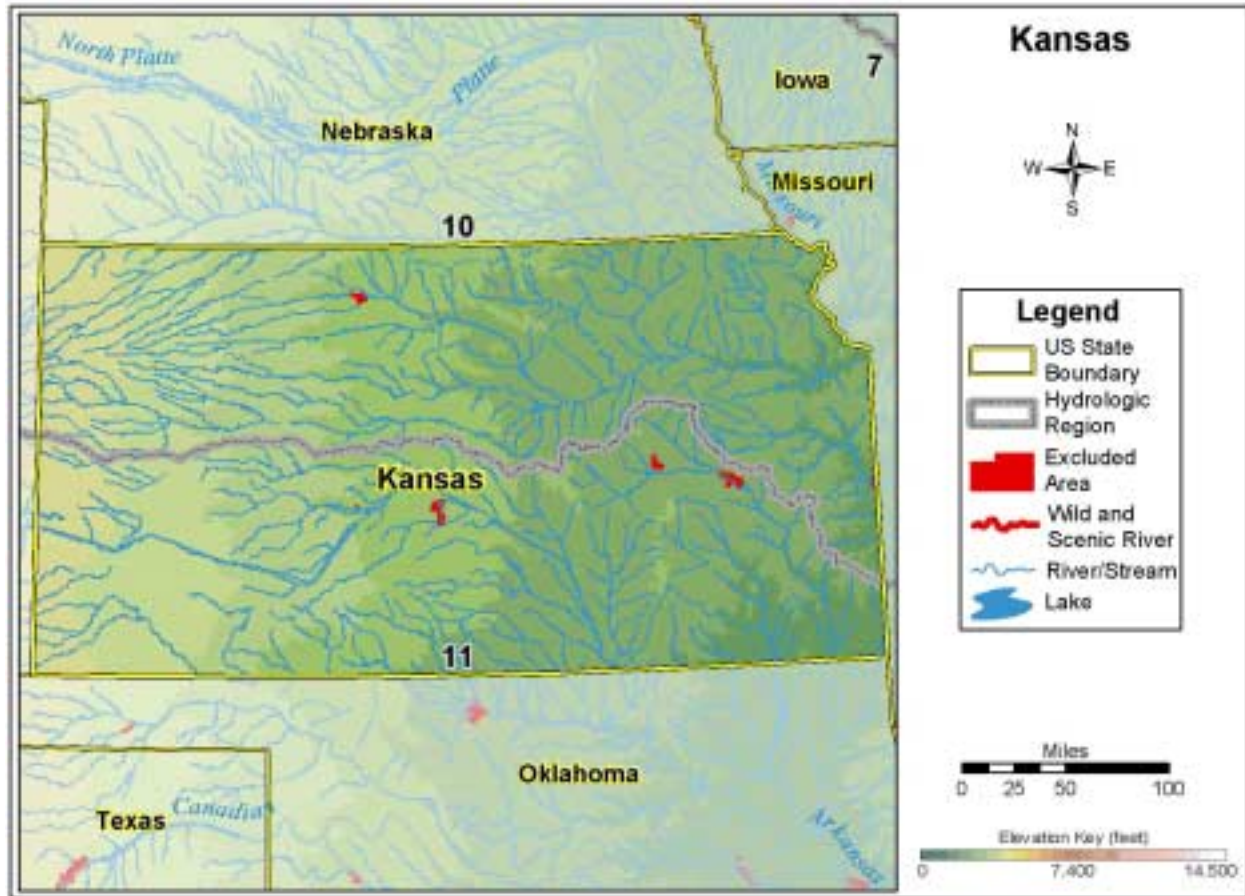 Kansas
North Platte
Platte
7
Iowa
Nebraska
Missouri
Missouri
N
W
E
S
10
Kansas
11
Oklahoma
Texas
Canadian
Arkansas
Legend
US State
Boundary
Hydrologic
Region
Excluded
Area
Wild and
Scenic River
River/Stream
Lake
Miles
0 25 50 100
Elevation Key (feet)
0 7,400 14,500